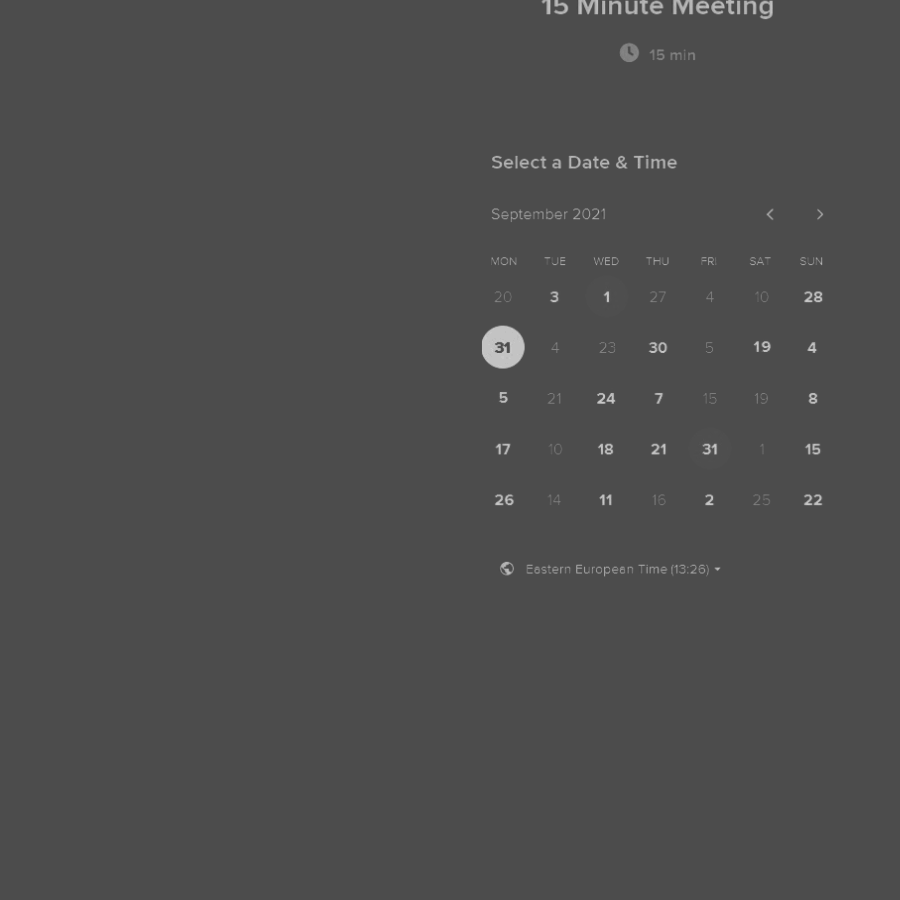 15 Minute Meeting
15 min
Select a Date & Time
September 2021
MON TUE WED THU FRI SAT SUN
20 3 1 27 4 10 28
31 4 23 30 5 19 4
5 21 24 7 15 19 8
17 10 18 21 31 1 15
26 14 11 16 2 25 22
Eastern European Time (13:26)